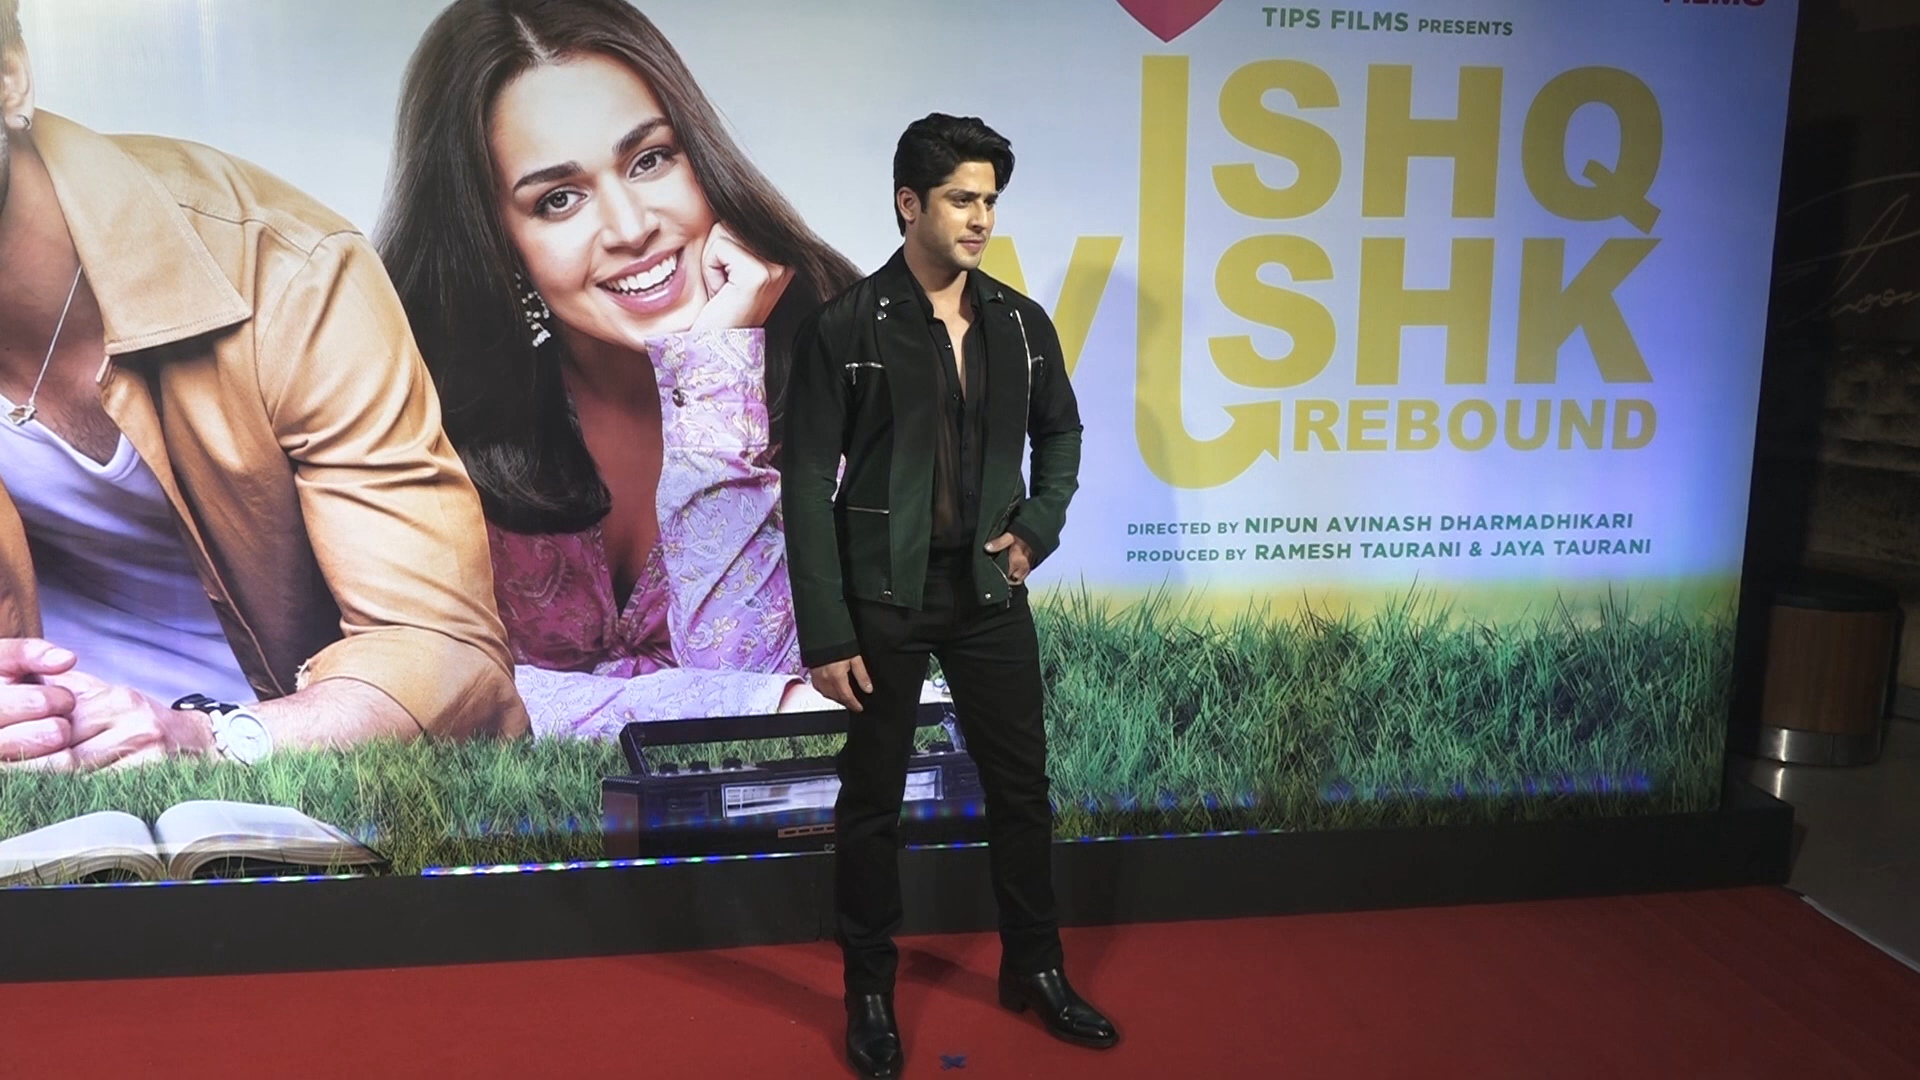 TIPS FILMS PRESENTS
ISHQ
VISHK
REBOUND
DIRECTED BY NIPUN AVINASH DHARMADHIKARI
PRODUCED BY RAMESH TAURANI & JAYA TAURANI